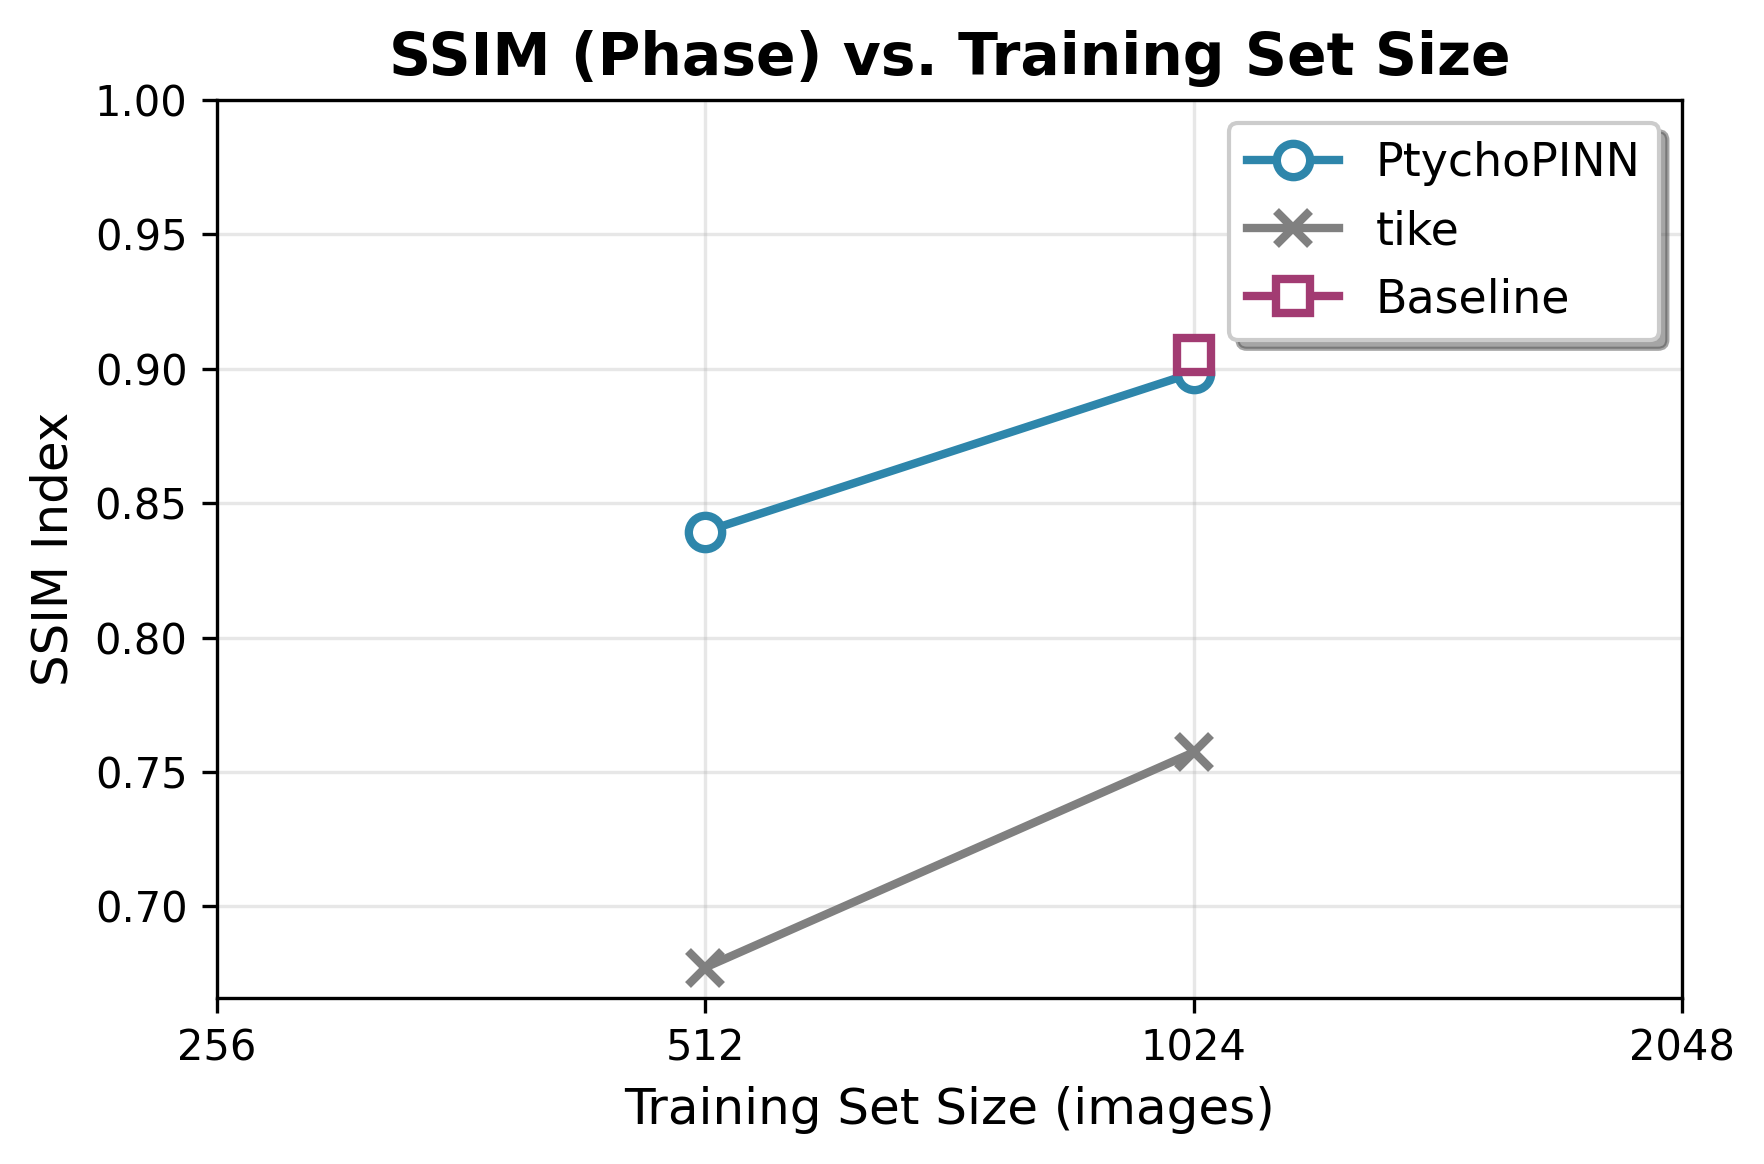 SSIM (Phase) vs. Training Set Size
1.00
0.95
0.90
0.85
0.80
0.75
0.70
SSIM Index
PtychoPINN
tike
Baseline
256 512 1024 2048
Training Set Size (images)